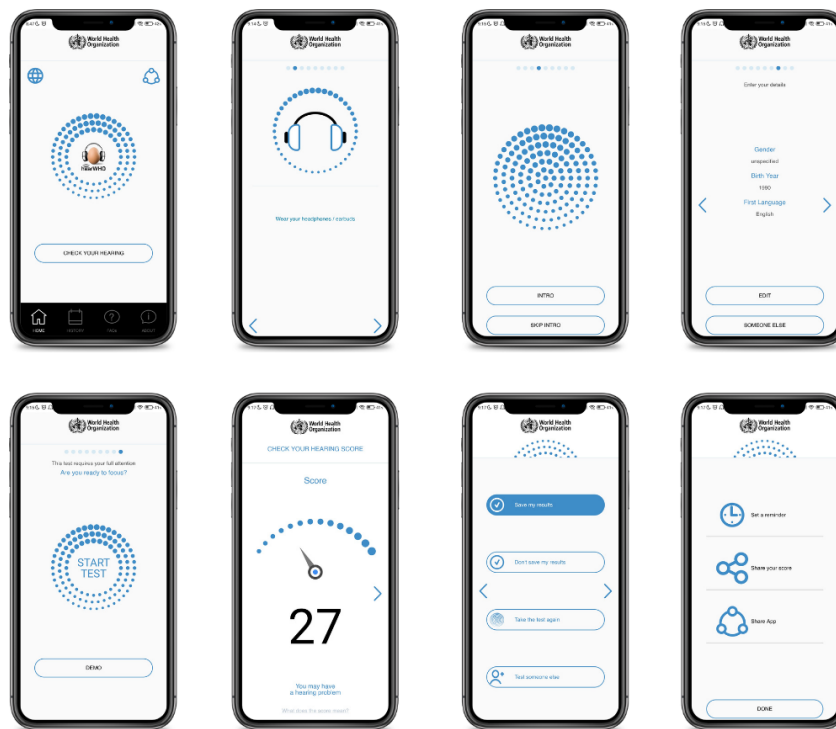 World Health
Organization
hearWHO
CHECK YOUR HEARING
HOME
HISTORY
FAQs
ABOUT
World Health
Organization
Wear your headphones / earbuds
World Health
Organization
INTRO
SKIP INTRO
World Health
Organization
Enter your details
Gender
unspecified
Birth Year
1990
First Language
English
EDIT
SOMEONE ELSE
World Health
Organization
This test requires your full attention
Are you ready to focus?
START
TEST
DEMO
World Health
Organization
CHECK YOUR HEARING SCORE
Score
27
You may have
a hearing problem
What does the score mean?
World Health
Organization
Save my results
Don't save my results
Take the test again
Test someone else
World Health
Organization
Set a reminder
Share your score
Share App
DONE